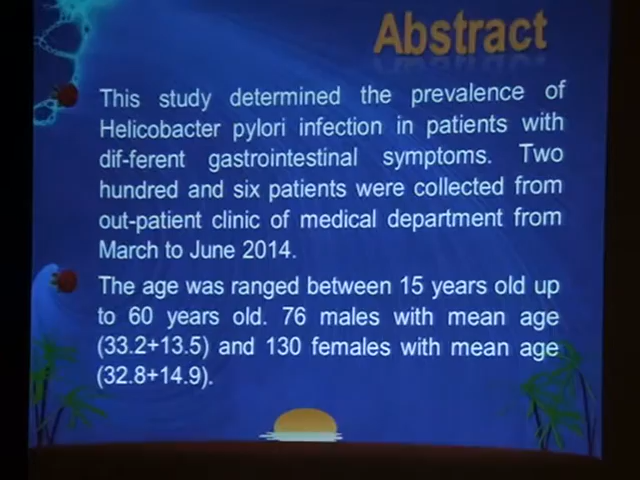 Abstract
This study determined the prevalence of
Helicobacter pylori infection in patients with
dif-ferent gastrointestinal symptoms. Two
hundred and six patients were collected from
out-patient clinic of medical department from
March to June 2014.
The age was ranged between 15 years old up
to 60 years old. 76 males with mean age
(33.2+13.5) and 130 females with mean age
(32.8+14.9).